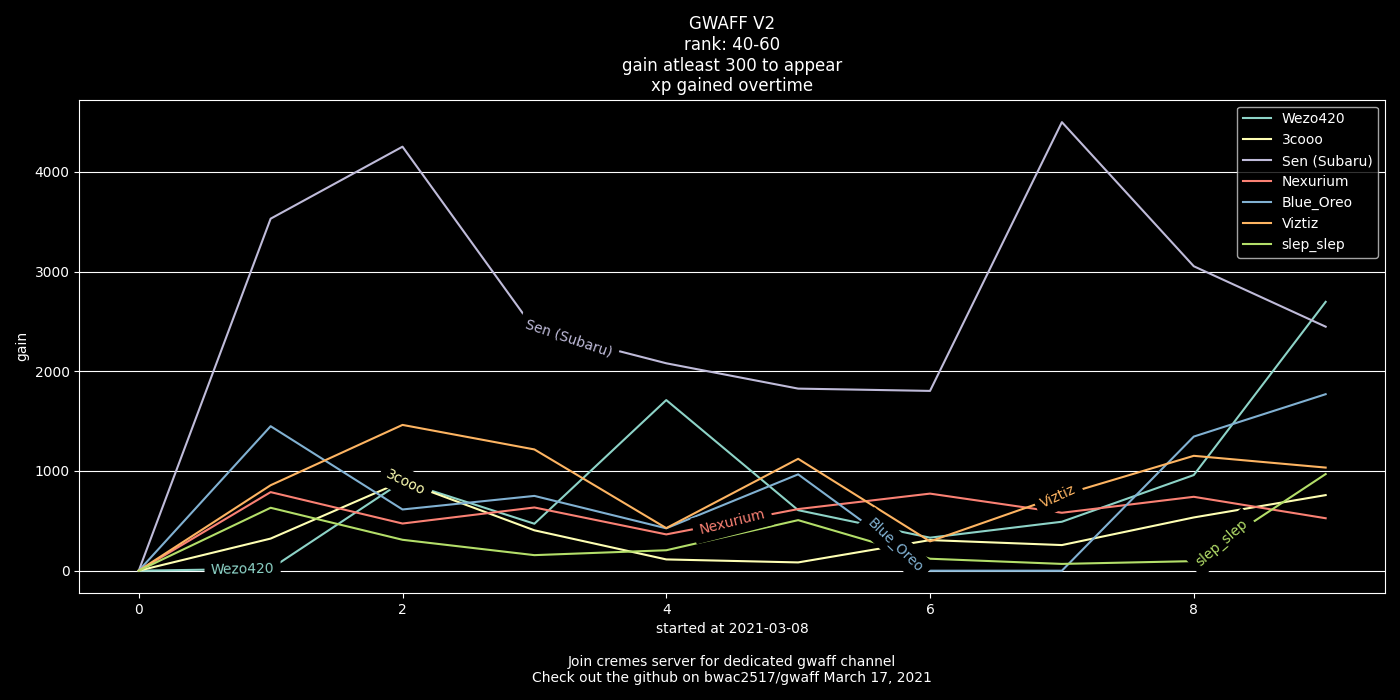 GWAFF V2
rank: 40-60
gain atleast 300 to appear
xp gained overtime
Wezo420
3cooo
Sen (Subaru)
Nexurium
Blue_Oreo
Viztiz
slep_slep
4000
3000
2000
1000
0
gain
Sen (Subaru)
3cooo
Nexurium
Viztiz
Blue_Oreo
slep_slep
Wezo420
0 2 4 6 8
started at 2021-03-08
Join cremes server for dedicated gwaff channel
Check out the github on bwac2517/gwaff March 17, 2021